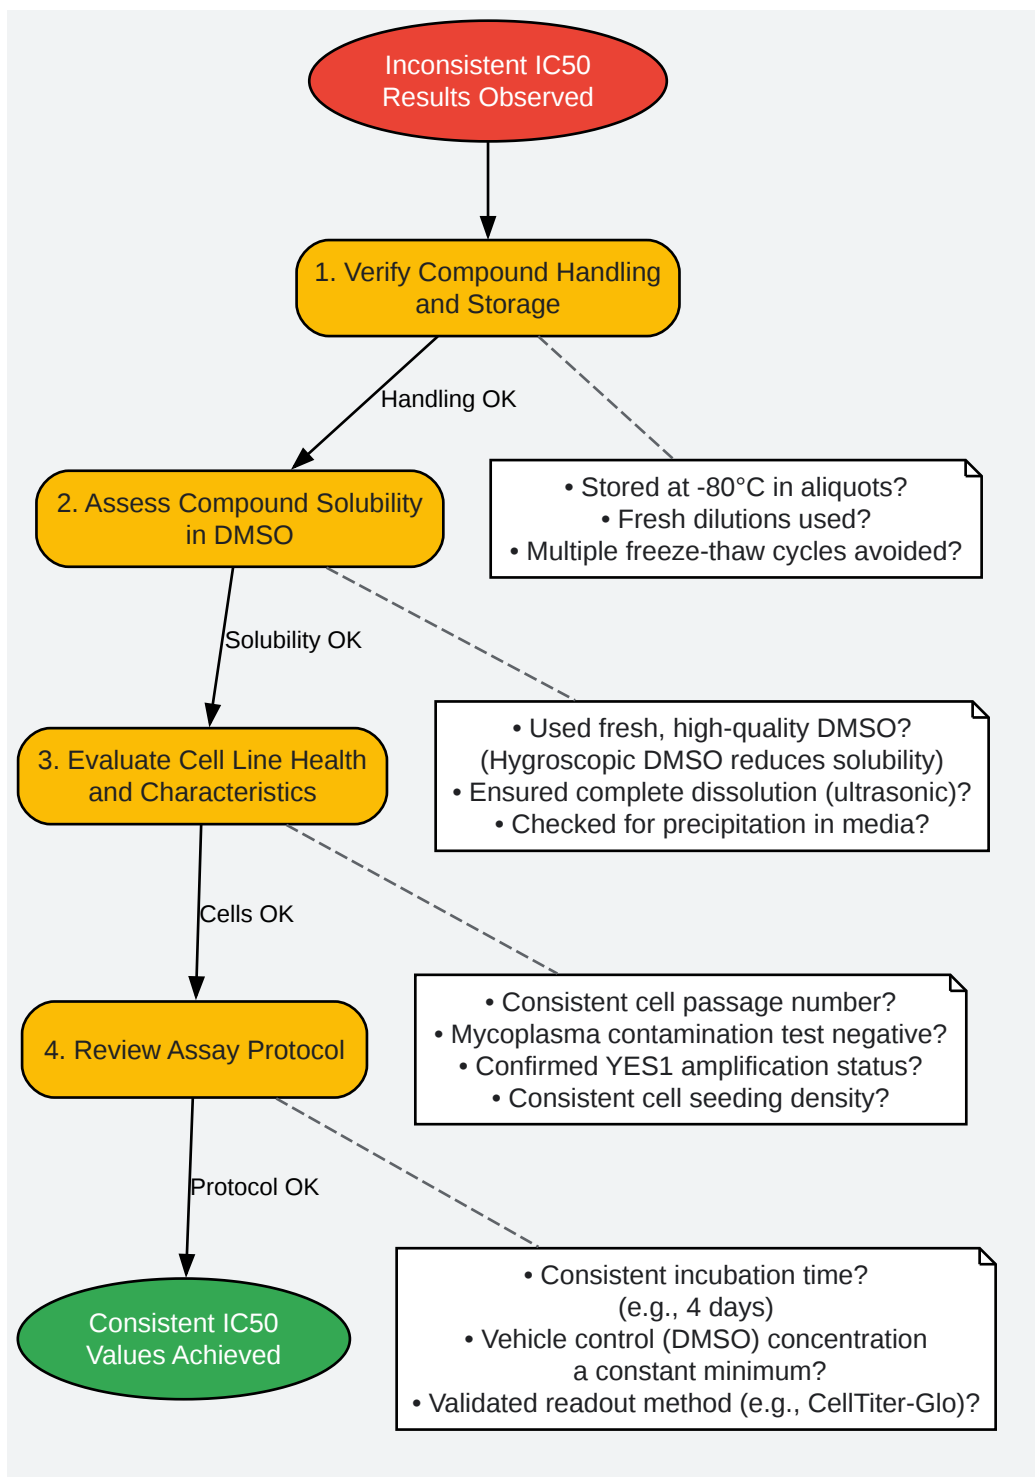 Inconsistent IC50
Results Observed
1. Verify Compound Handling
and Storage
Handling OK
• Stored at -80°C in aliquots?
• Fresh dilutions used?
• Multiple freeze-thaw cycles avoided?
2. Assess Compound Solubility
in DMSO
Solubility OK
• Used fresh, high-quality DMSO?
(Hygroscopic DMSO reduces solubility)
• Ensured complete dissolution (ultrasonic)?
• Checked for precipitation in media?
3. Evaluate Cell Line Health
and Characteristics
Cells OK
• Consistent cell passage number?
• Mycoplasma contamination test negative?
• Confirmed YES1 amplification status?
• Consistent cell seeding density?
4. Review Assay Protocol
Protocol OK
• Consistent incubation time?
(e.g., 4 days)
• Vehicle control (DMSO) concentration
a constant minimum?
• Validated readout method (e.g., CellTiter-Glo)?
Consistent IC50
Values Achieved